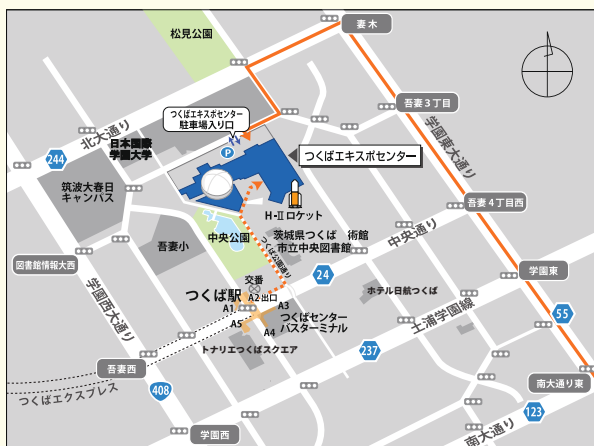 松見公園
妻木
つくばエキスポセンター
駐車場入り口
吾妻3丁目
北大通り
日本国際
学園大学
P
学園東大通り
244
つくばエキスポセンター
筑波大春日
キャンパス
H-Ⅱロケット
吾妻4丁目西
中央公園
茨城県つくば 術館
市立中央図書館
中央通り
吾妻小
つくば公園通り
図書館情報大西
24
学園東
交番
つくば駅
A2出口
ホテル日航つくば
学園西大通り
A1
A3
つくばセンター
バスターミナル
土浦学園線
55
A5
A4
トナリエつくばスクエア
237
吾妻西
南大通り東
つくばエクスプレス
408
123
学園西
南大通り